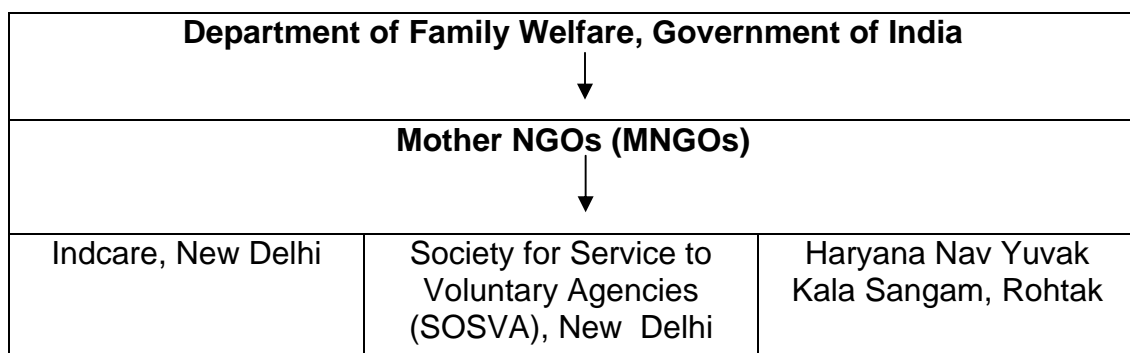 Department of Family Welfare, Government of India
Mother NGOs (MNGOs)
Indcare, New Delhi
Society for Service to
Voluntary Agencies
(SOSVA), New Delhi
Haryana Nav Yuvak
Kala Sangam, Rohtak